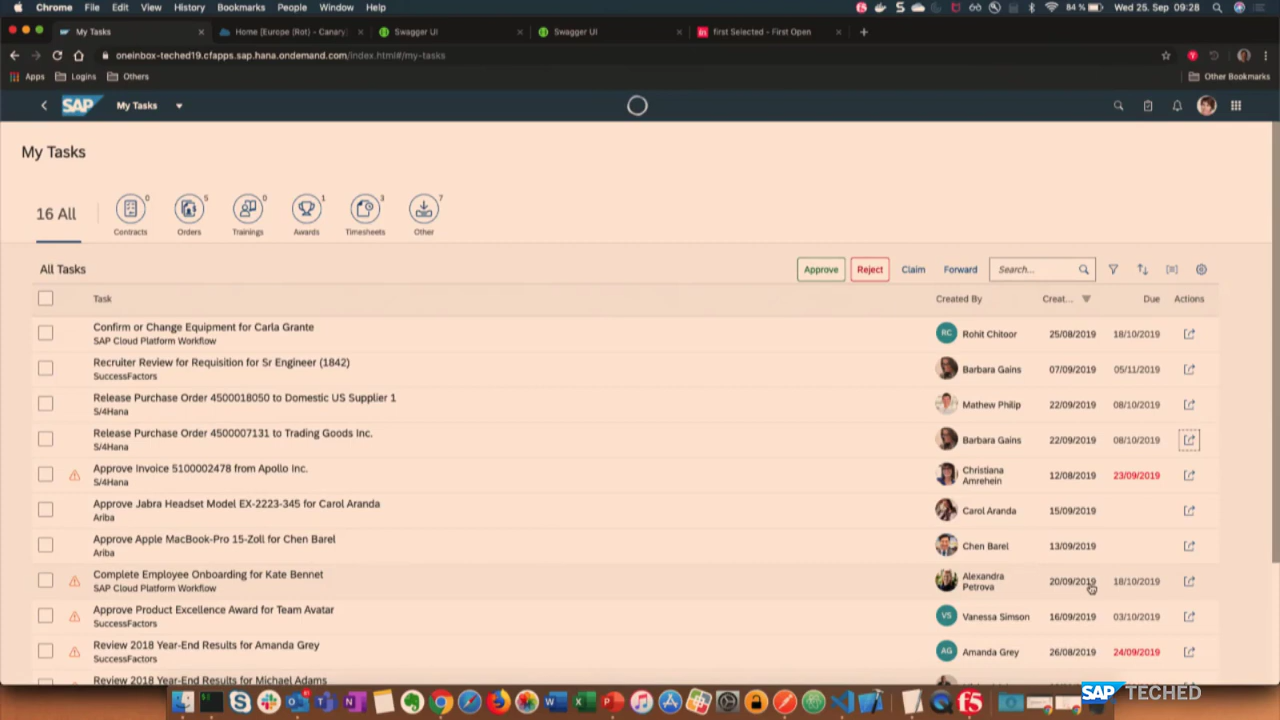 Chrome File Edit View History Bookmarks People Window Help 84 % Wed 25. Sep 09:28
My Tasks Home [Europe (Rot) - Canary Swagger UI Swagger UI first Selected - First Open
oneinbox-teched19.cfapps.sap.hana.ondemand.com/index.html#/my-tasks
Apps Logins Others Other Bookmarks
SAP My Tasks
My Tasks
16 All
0 5 0 1 3 7
Contracts Orders Trainings Awards Timesheets Other
All Tasks Approve Reject Claim Forward Search...
Task Created By Creat... Due Actions
Confirm or Change Equipment for Carla Grante RC Rohit Chitoor 25/08/2019 18/10/2019
SAP Cloud Platform Workflow
Recruiter Review for Requisition for Sr Engineer (1842) Barbara Gains 07/09/2019 05/11/2019
SuccessFactors
Release Purchase Order 4500018050 to Domestic US Supplier 1 Mathew Philip 22/09/2019 08/10/2019
S/4Hana
Release Purchase Order 4500007131 to Trading Goods Inc. Barbara Gains 22/09/2019 08/10/2019
S/4Hana
Approve Invoice 5100002478 from Apollo Inc. Christiana Amrehein 12/08/2019 23/09/2019
S/4Hana
Approve Jabra Headset Model EX-2223-345 for Carol Aranda Carol Aranda 15/09/2019
Ariba
Approve Apple MacBook-Pro 15-Zoll for Chen Barel Chen Barel 13/09/2019
Ariba
Complete Employee Onboarding for Kate Bennet Alexandra Petrova 20/09/2019 18/10/2019
SAP Cloud Platform Workflow
Approve Product Excellence Award for Team Avatar VS Vanessa Simson 16/09/2019 03/10/2019
SuccessFactors
Review 2018 Year-End Results for Amanda Grey AG Amanda Grey 26/08/2019 24/09/2019
SuccessFactors
Review 2018 Year-End Results for Michael Adams
SAP TECHED